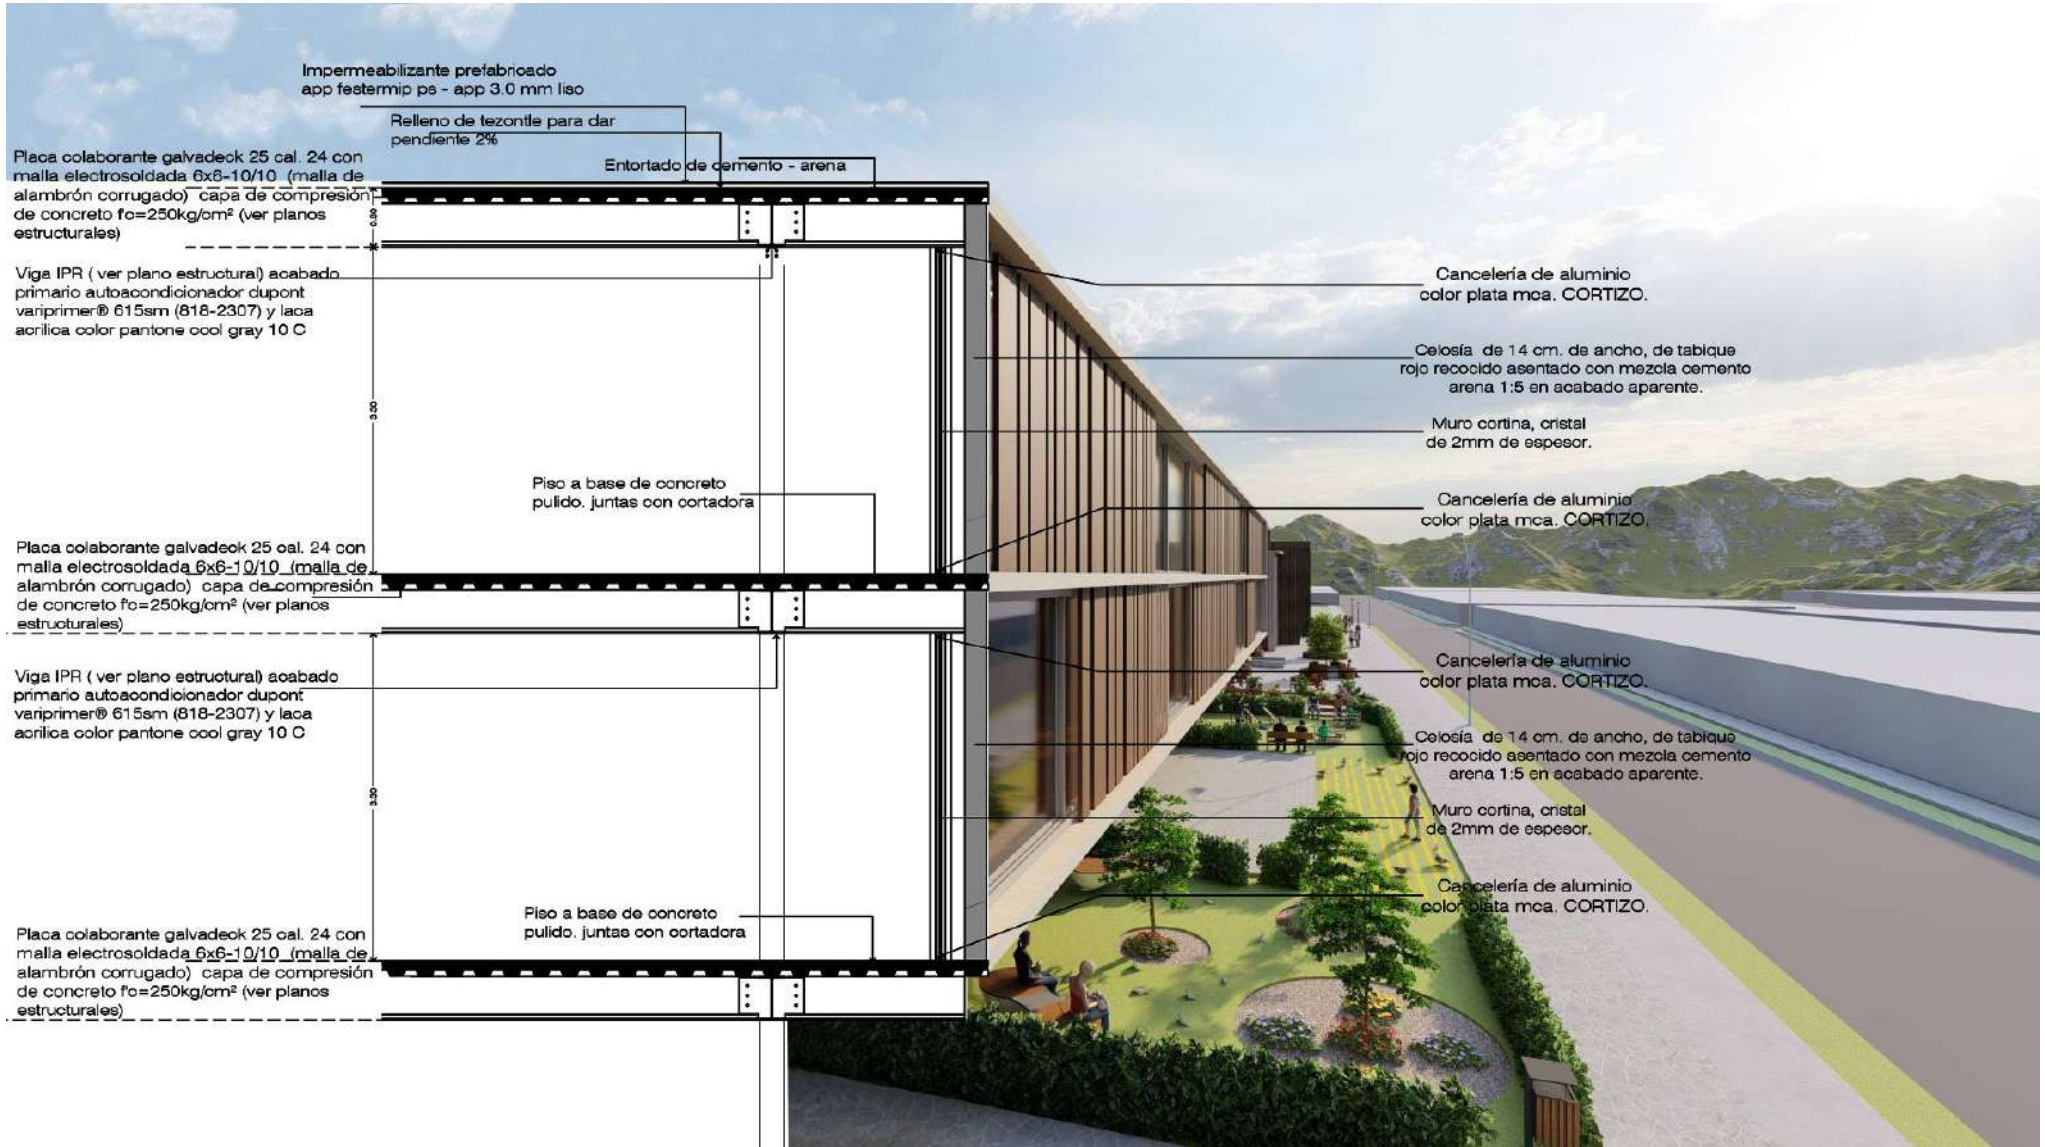 Impermeabilizante prefabricado
app festermip ps - app 3.0 mm liso
Relleno de tezontle para dar
pendiente 2%
Entortado de cemento - arena
Placa colaborante galvadeck 25 cal. 24 con
malla electrosoldada 6x6-10/10 (malla de
alambrón corrugado) capa de compresión
de concreto f'c=250kg/cm² (ver planos
estructurales)
Viga IPR ( ver plano estructural) acabado
primario autoacondicionador dupont
variprimer® 615sm (818-2307) y laca
acrilica color pantone cool gray 10 C
3.30
Cancelería de aluminio
color plata mca. CORTIZO.
Celosía de 14 cm. de ancho, de tabique
rojo recocido asentado con mezcla cemento
arena 1:5 en acabado aparente.
Muro cortina, cristal
de 2mm de espesor.
Piso a base de concreto
pulido. juntas con cortadora
Cancelería de aluminio
color plata mca. CORTIZO.
Placa colaborante galvadeck 25 cal. 24 con
malla electrosoldada 6x6-10/10 (malla de
alambrón corrugado) capa de compresión
de concreto f'c=250kg/cm² (ver planos
estructurales)
Viga IPR ( ver plano estructural) acabado
primario autoacondicionador dupont
variprimer® 615sm (818-2307) y laca
acrilica color pantone cool gray 10 C
3.30
Cancelería de aluminio
color plata mca. CORTIZO.
Celosía de 14 cm. de ancho, de tabique
rojo recocido asentado con mezcla cemento
arena 1:5 en acabado aparente.
Muro cortina, cristal
de 2mm de espesor.
Cancelería de aluminio
color plata mca. CORTIZO.
Piso a base de concreto
pulido. juntas con cortadora
Placa colaborante galvadeck 25 cal. 24 con
malla electrosoldada 6x6-10/10 (malla de
alambrón corrugado) capa de compresión
de concreto f'c=250kg/cm² (ver planos
estructurales)